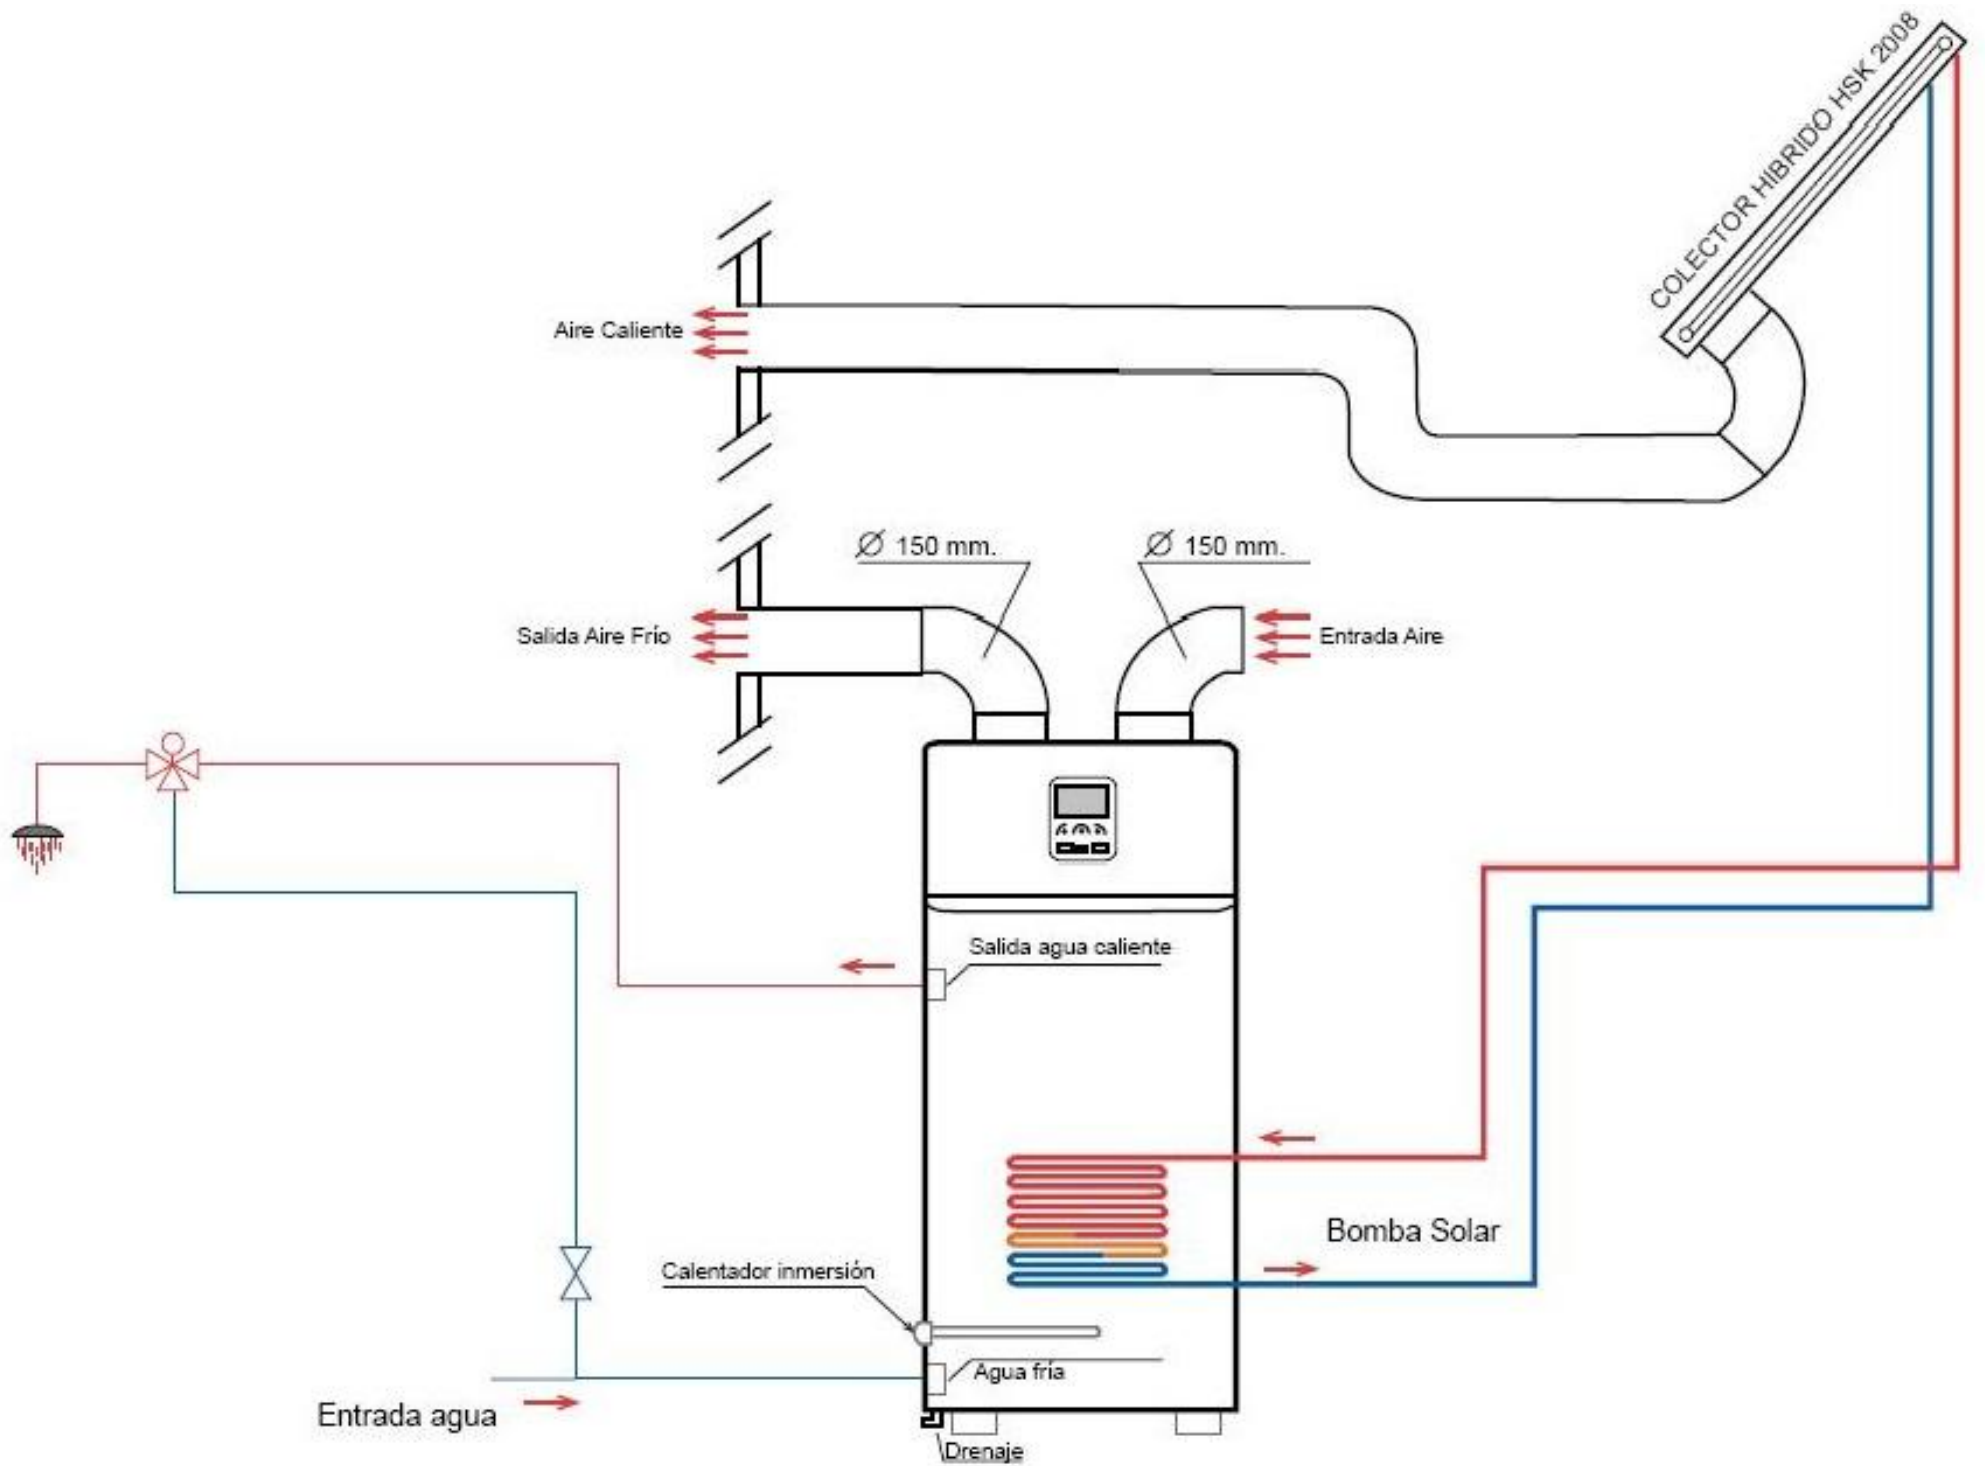 COLECTOR HIBRIDO HSK 2008
Aire Caliente
Ø 150 mm.
Ø 150 mm.
Salida Aire Frío
Entrada Aire
Salida agua caliente
Bomba Solar
Calentador inmersión
Agua fría
Entrada agua
Drenaje